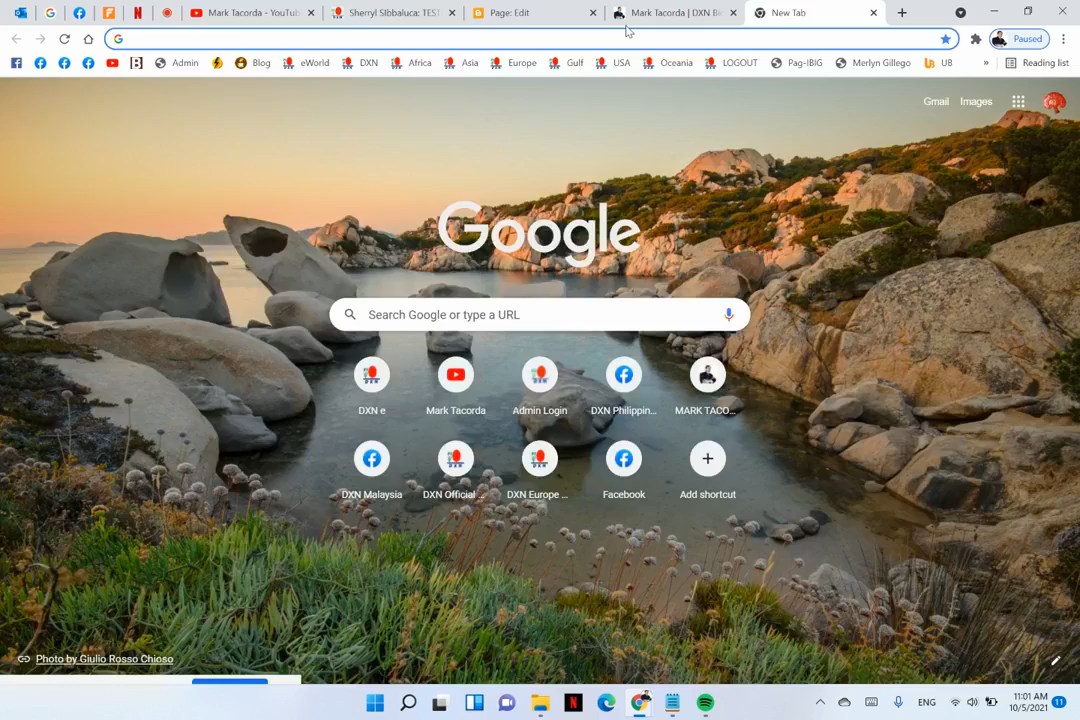 Mark Tacorda - YouTub
Sherryl SIbbaluca: TEST
Page: Edit
Mark Tacorda | DXN Bi
New Tab
Paused
Admin
Blog
eWorld
DXN
Africa
Asia
Europe
Gulf
USA
Oceania
LOGOUT
Pag-IBIG
Merlyn Gillego
UB
»
Reading list
Gmail
Images
Google
Search Google or type a URL
DXN e
Mark Tacorda
Admin Login
DXN Philippin...
MARK TACO...
DXN Malaysia
DXN Official ...
DXN Europe ...
Facebook
Add shortcut
Photo by Giulio Rosso Chioso
ENG
11:01 AM
10/5/2021
11